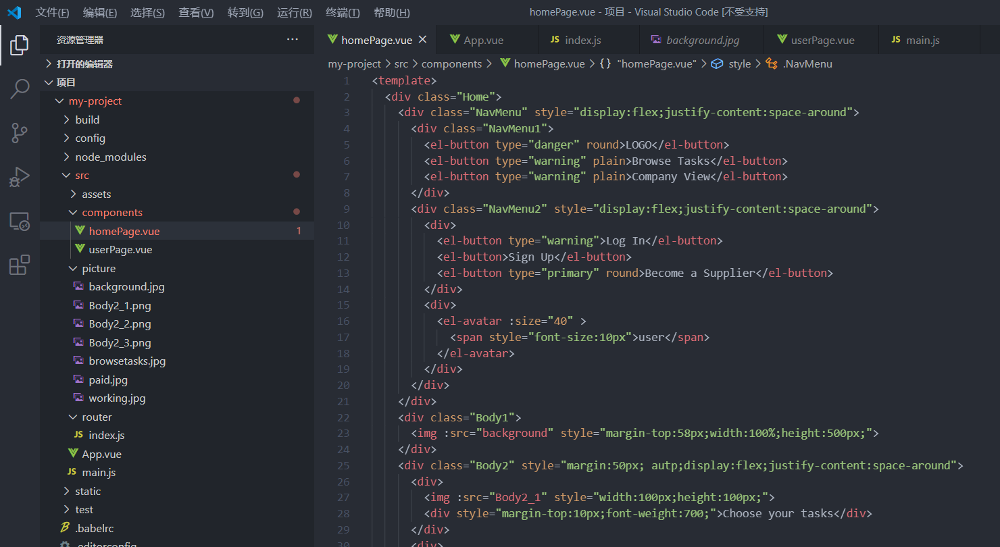 文件(F) 编辑(E) 选择(S) 查看(V) 转到(G) 运行(R) 终端(T) 帮助(H) homePage.vue - 项目 - Visual Studio Code [不受支持]
资源管理器 ···
打开的编辑器
项目
my-project
build
config
node_modules
src
assets
components
homePage.vue 1
userPage.vue
picture
background.jpg
Body2_1.png
Body2_2.png
Body2_3.png
browsetasks.jpg
paid.jpg
working.jpg
router
JS index.js
App.vue
JS main.js
static
test
.babelrc
.editorconfig
homePage.vue App.vue JS index.js background.jpg userPage.vue JS main.js
my-project > src > components > homePage.vue > {} "homePage.vue" > style > .NavMenu
1 <template>
2 <div class="Home">
3 <div class="NavMenu" style="display:flex;justify-content:space-around">
4 <div class="NavMenu1">
5 <el-button type="danger" round>LOGO</el-button>
6 <el-button type="warning" plain>Browse Tasks</el-button>
7 <el-button type="warning" plain>Company View</el-button>
8 </div>
9 <div class="NavMenu2" style="display:flex;justify-content:space-around">
10 <div>
11 <el-button type="warning">Log In</el-button>
12 <el-button>Sign Up</el-button>
13 <el-button type="primary" round>Become a Supplier</el-button>
14 </div>
15 <div>
16 <el-avatar :size="40" >
17 <span style="font-size:10px">user</span>
18 </el-avatar>
19 </div>
20 </div>
21 </div>
22 <div class="Body1">
23 <img :src="background" style="margin-top:58px;width:100%;height:500px;">
24 </div>
25 <div class="Body2" style="margin:50px; autp;display:flex;justify-content:space-around">
26 <div>
27 <img :src="Body2_1" style="width:100px;height:100px;">
28 <div style="margin-top:10px;font-weight:700;">Choose your tasks</div>
29 </div>
30 <div>